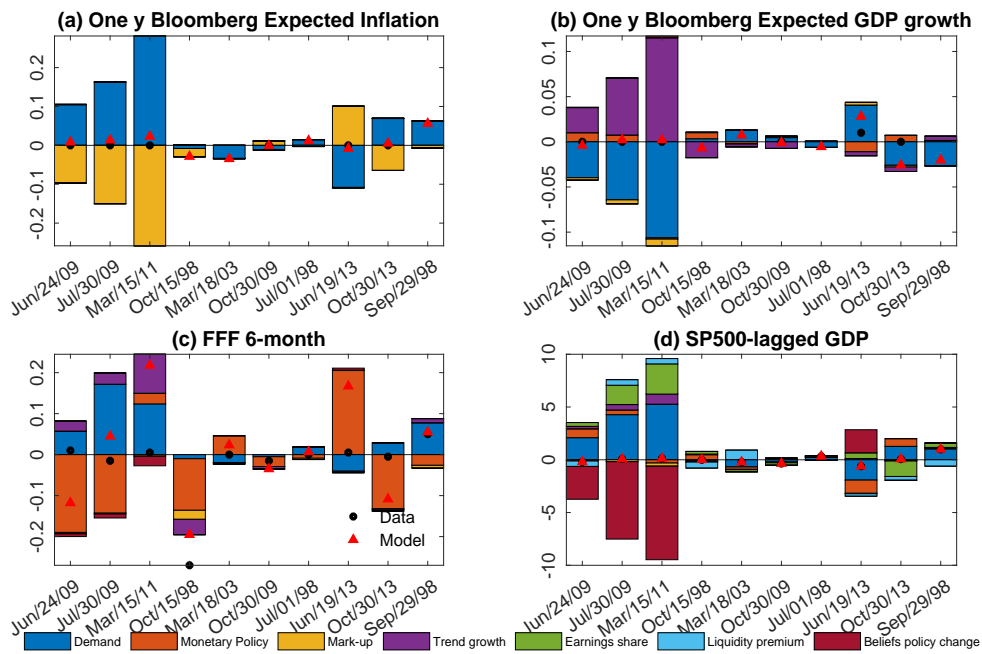 (a) One y Bloomberg Expected Inflation
(b) One y Bloomberg Expected GDP growth
0.2
0.1
0
-0.1
-0.2
0.1
0.05
0
-0.05
-0.1
Jun/24/09
Jul/30/09
Mar/15/11
Oct/15/98
Mar/18/03
Oct/30/09
Jul/01/98
Jun/19/13
Oct/30/13
Sep/29/98
Jun/24/09
Jul/30/09
Mar/15/11
Oct/15/98
Mar/18/03
Oct/30/09
Jul/01/98
Jun/19/13
Oct/30/13
Sep/29/98
(c) FFF 6-month
(d) SP500-lagged GDP
0.2
0.1
0
-0.1
-0.2
Data
Model
10
5
0
-5
-10
Jun/24/09
Jul/30/09
Mar/15/11
Oct/15/98
Mar/18/03
Oct/30/09
Jul/01/98
Jun/19/13
Oct/30/13
Sep/29/98
Jun/24/09
Jul/30/09
Mar/15/11
Oct/15/98
Mar/18/03
Oct/30/09
Jul/01/98
Jun/19/13
Oct/30/13
Sep/29/98
Demand Monetary Policy Mark-up Trend growth Earnings share Liquidity premium Beliefs policy change